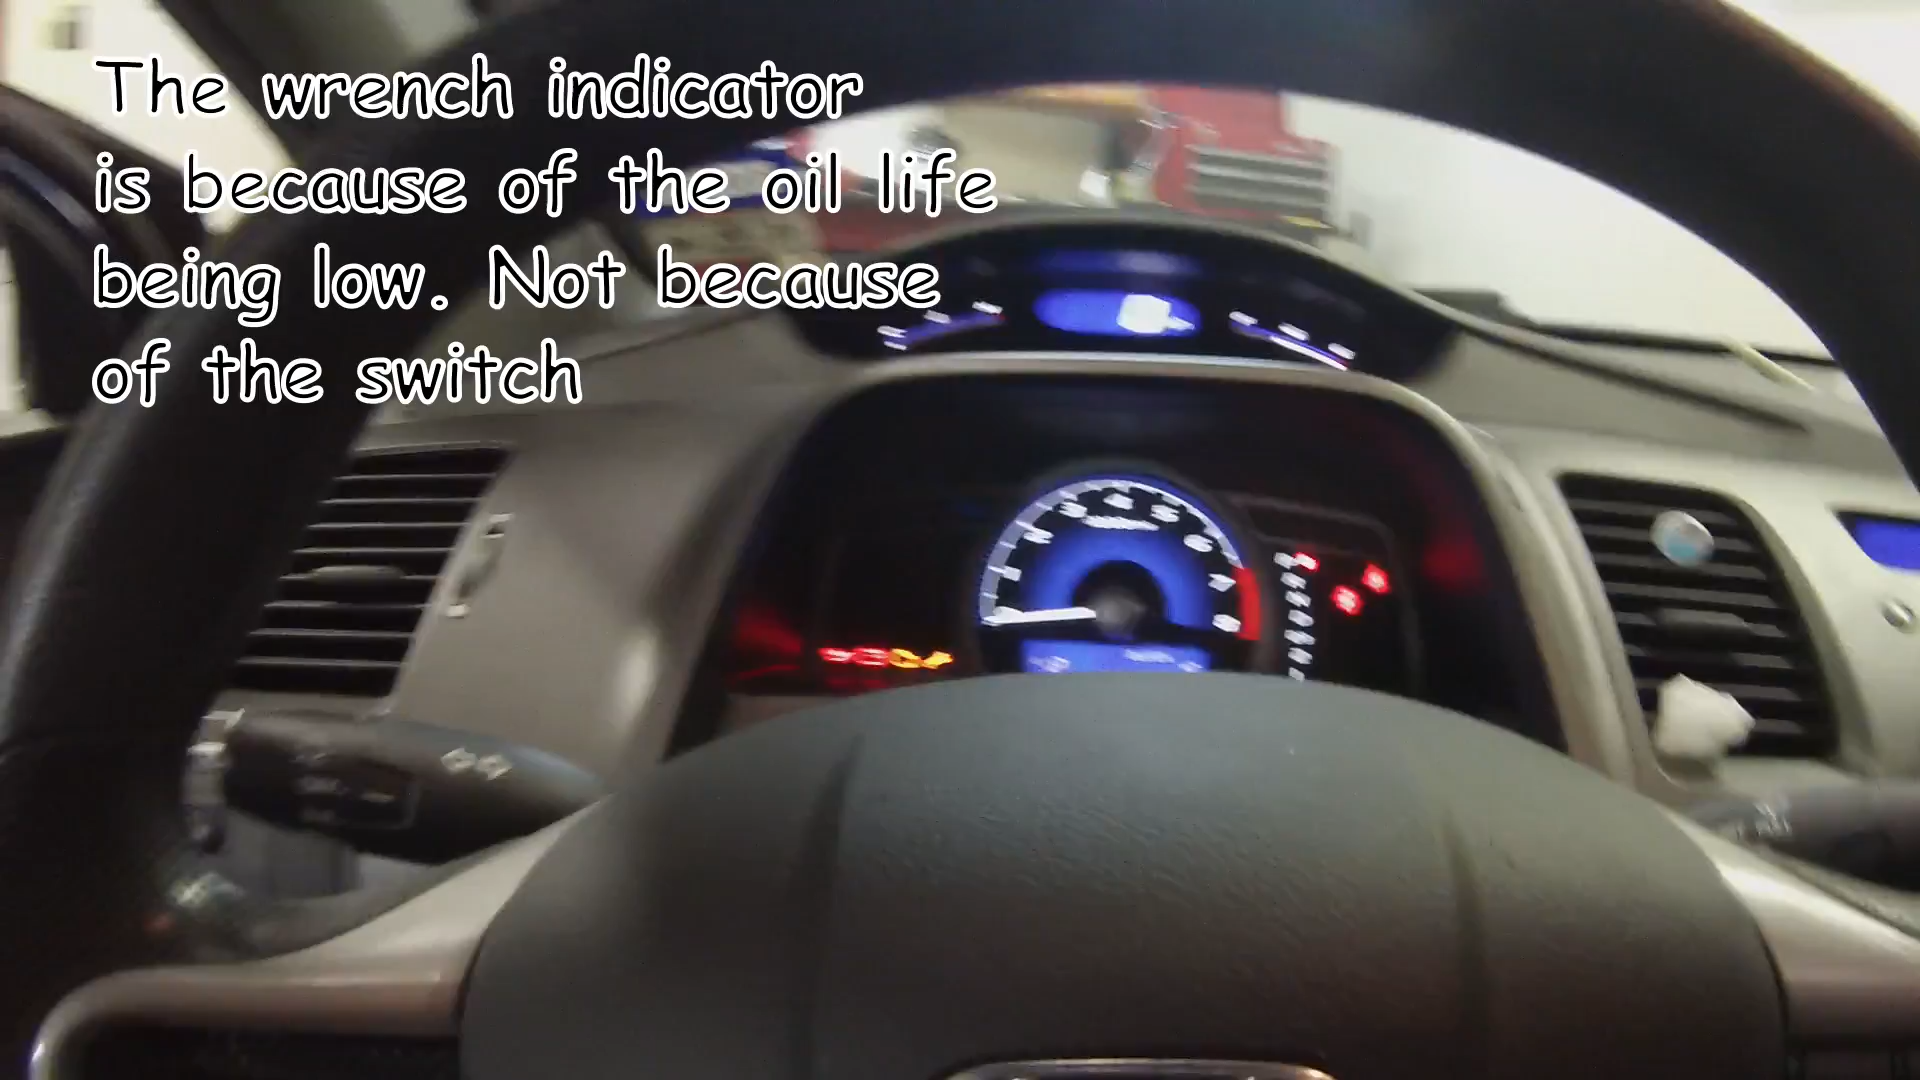 The wrench indicator
is because of the oil life
being low. Not because
of the switch